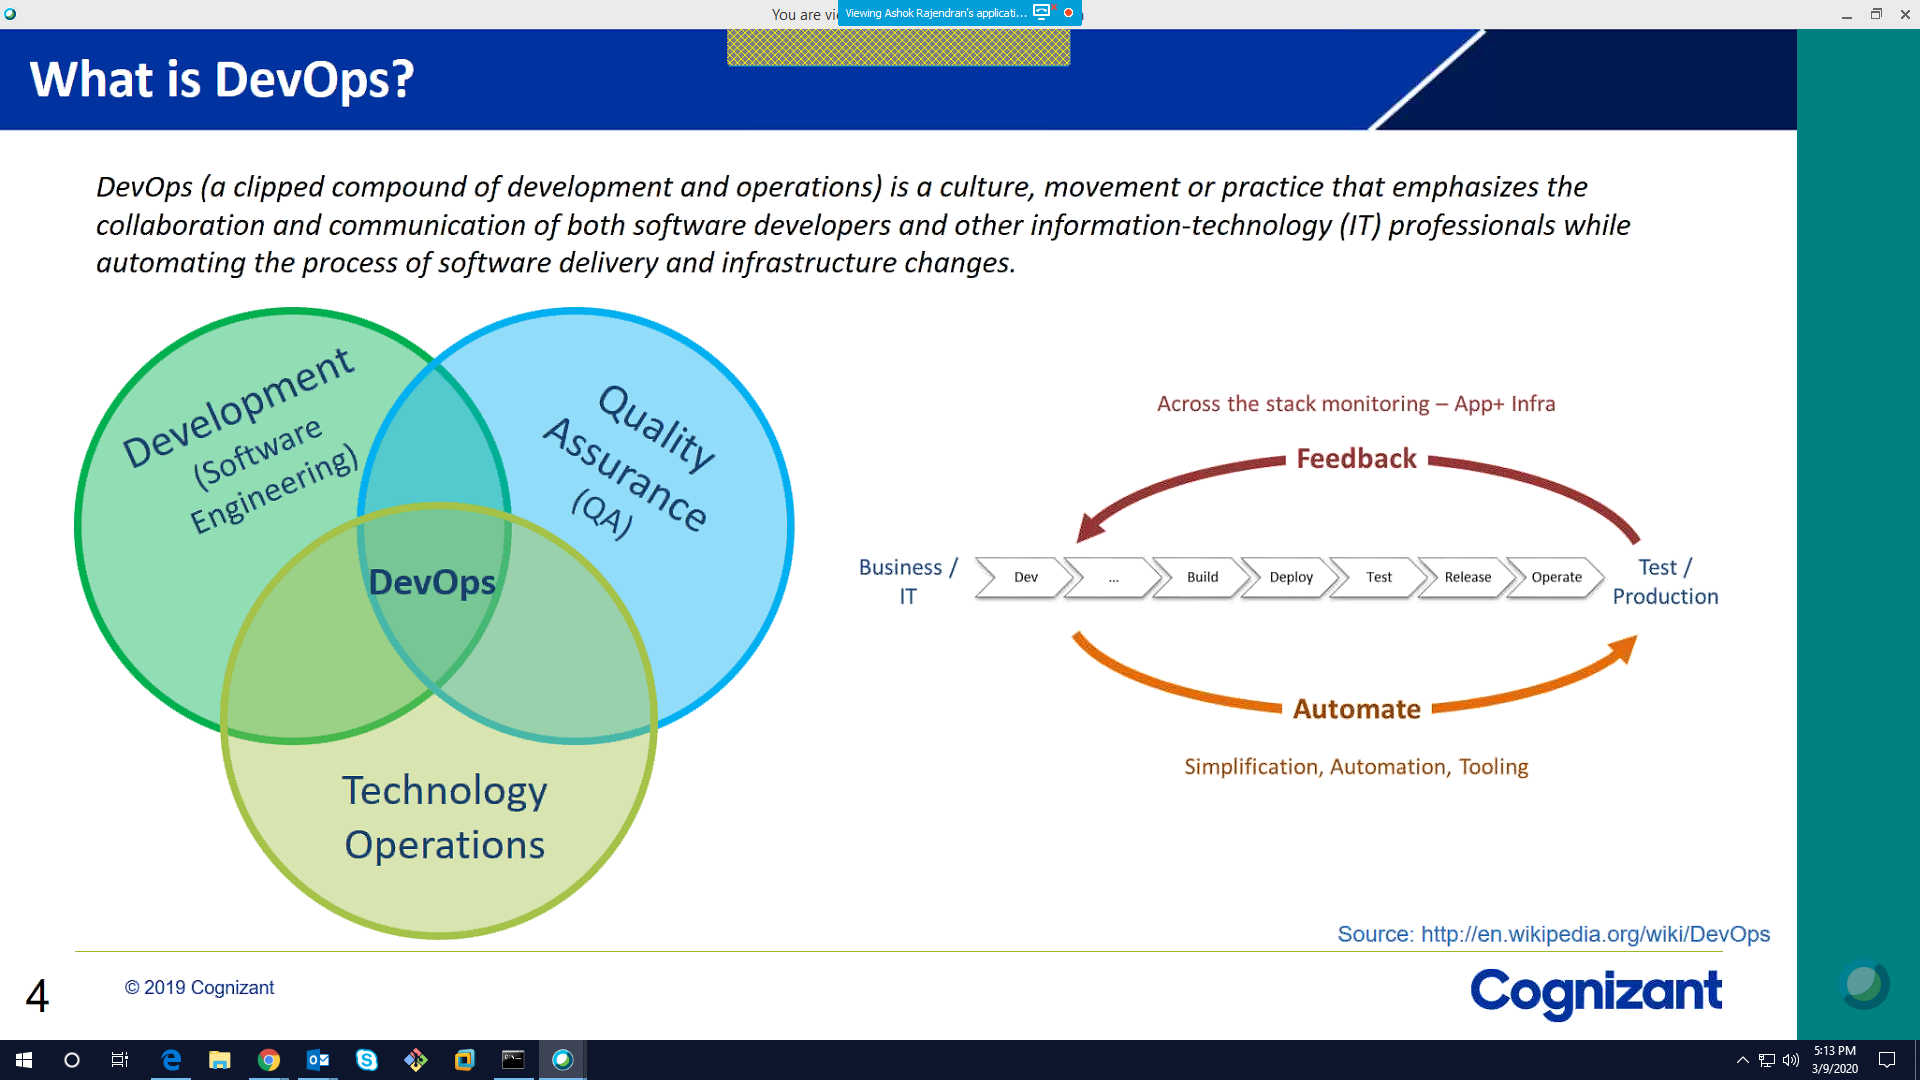 You are vi
Viewing Ashok Rajendran's applicati...
What is DevOps?
DevOps (a clipped compound of development and operations) is a culture, movement or practice that emphasizes the
collaboration and communication of both software developers and other information-technology (IT) professionals while
automating the process of software delivery and infrastructure changes.
Development
(Software
Engineering)
Quality
Assurance
(QA)
DevOps
Technology
Operations
Across the stack monitoring – App+ Infra
Feedback
Business /
IT
Dev
...
Build
Deploy
Test
Release
Operate
Test /
Production
Automate
Simplification, Automation, Tooling
Source: http://en.wikipedia.org/wiki/DevOps
4
© 2019 Cognizant
Cognizant
5:13 PM
3/9/2020